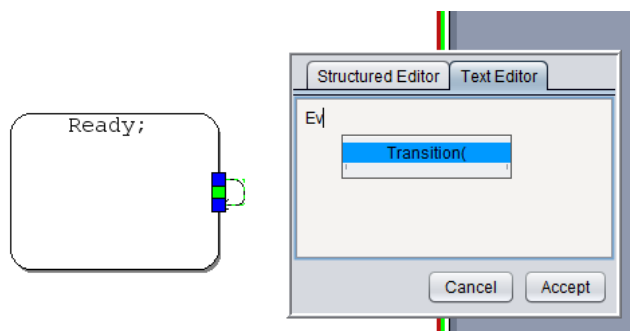 Structured Editor Text Editor
Ready;
Ev
Transition(
Cancel Accept